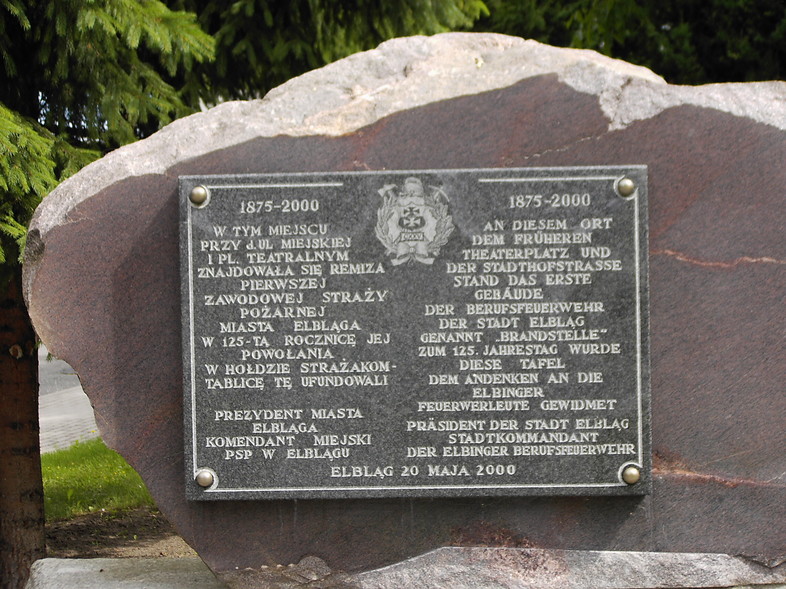 1875-2000
W TYM MIEJSCU
PRZY d.UL MIEJSKIEJ
I PL. TEATRALNYM
ZNAJDOWAŁA SIĘ REMIZA
PIERWSZEJ
ZAWODOWEJ STRAŻY
POŻARNEJ
MIASTA ELBLĄGA
W 125-TĄ ROCZNICĘ JEJ
POWOŁANIA
W HOŁDZIE STRAŻAKOM-
TABLICĘ TĘ UFUNDOWALI
PREZYDENT MIASTA
ELBLĄGA
KOMENDANT MIEJSKI
PSP W ELBLĄGU
1875-2000
AN DIESEM ORT
DEM FRÜHEREN
THEATERPLATZ UND
DER STADTHOFSTRASSE
STAND DAS ERSTE
GEBÄUDE
DER BERUFSFEUERWEHR
DER STADT ELBLĄG
GENANNT „BRANDSTELLE"
ZUM 125. JAHRESTAG WURDE
DIESE TAFEL
DEM ANDENKEN AN DIE
ELBINGER
FEUERWERLEUTE GEWIDMET
PRÄSIDENT DER STADT ELBLĄG
STADTKOMMANDANT
DER ELBINGER BERUFSFEUERWEHR
ELBLĄG 20 MAJA 2000